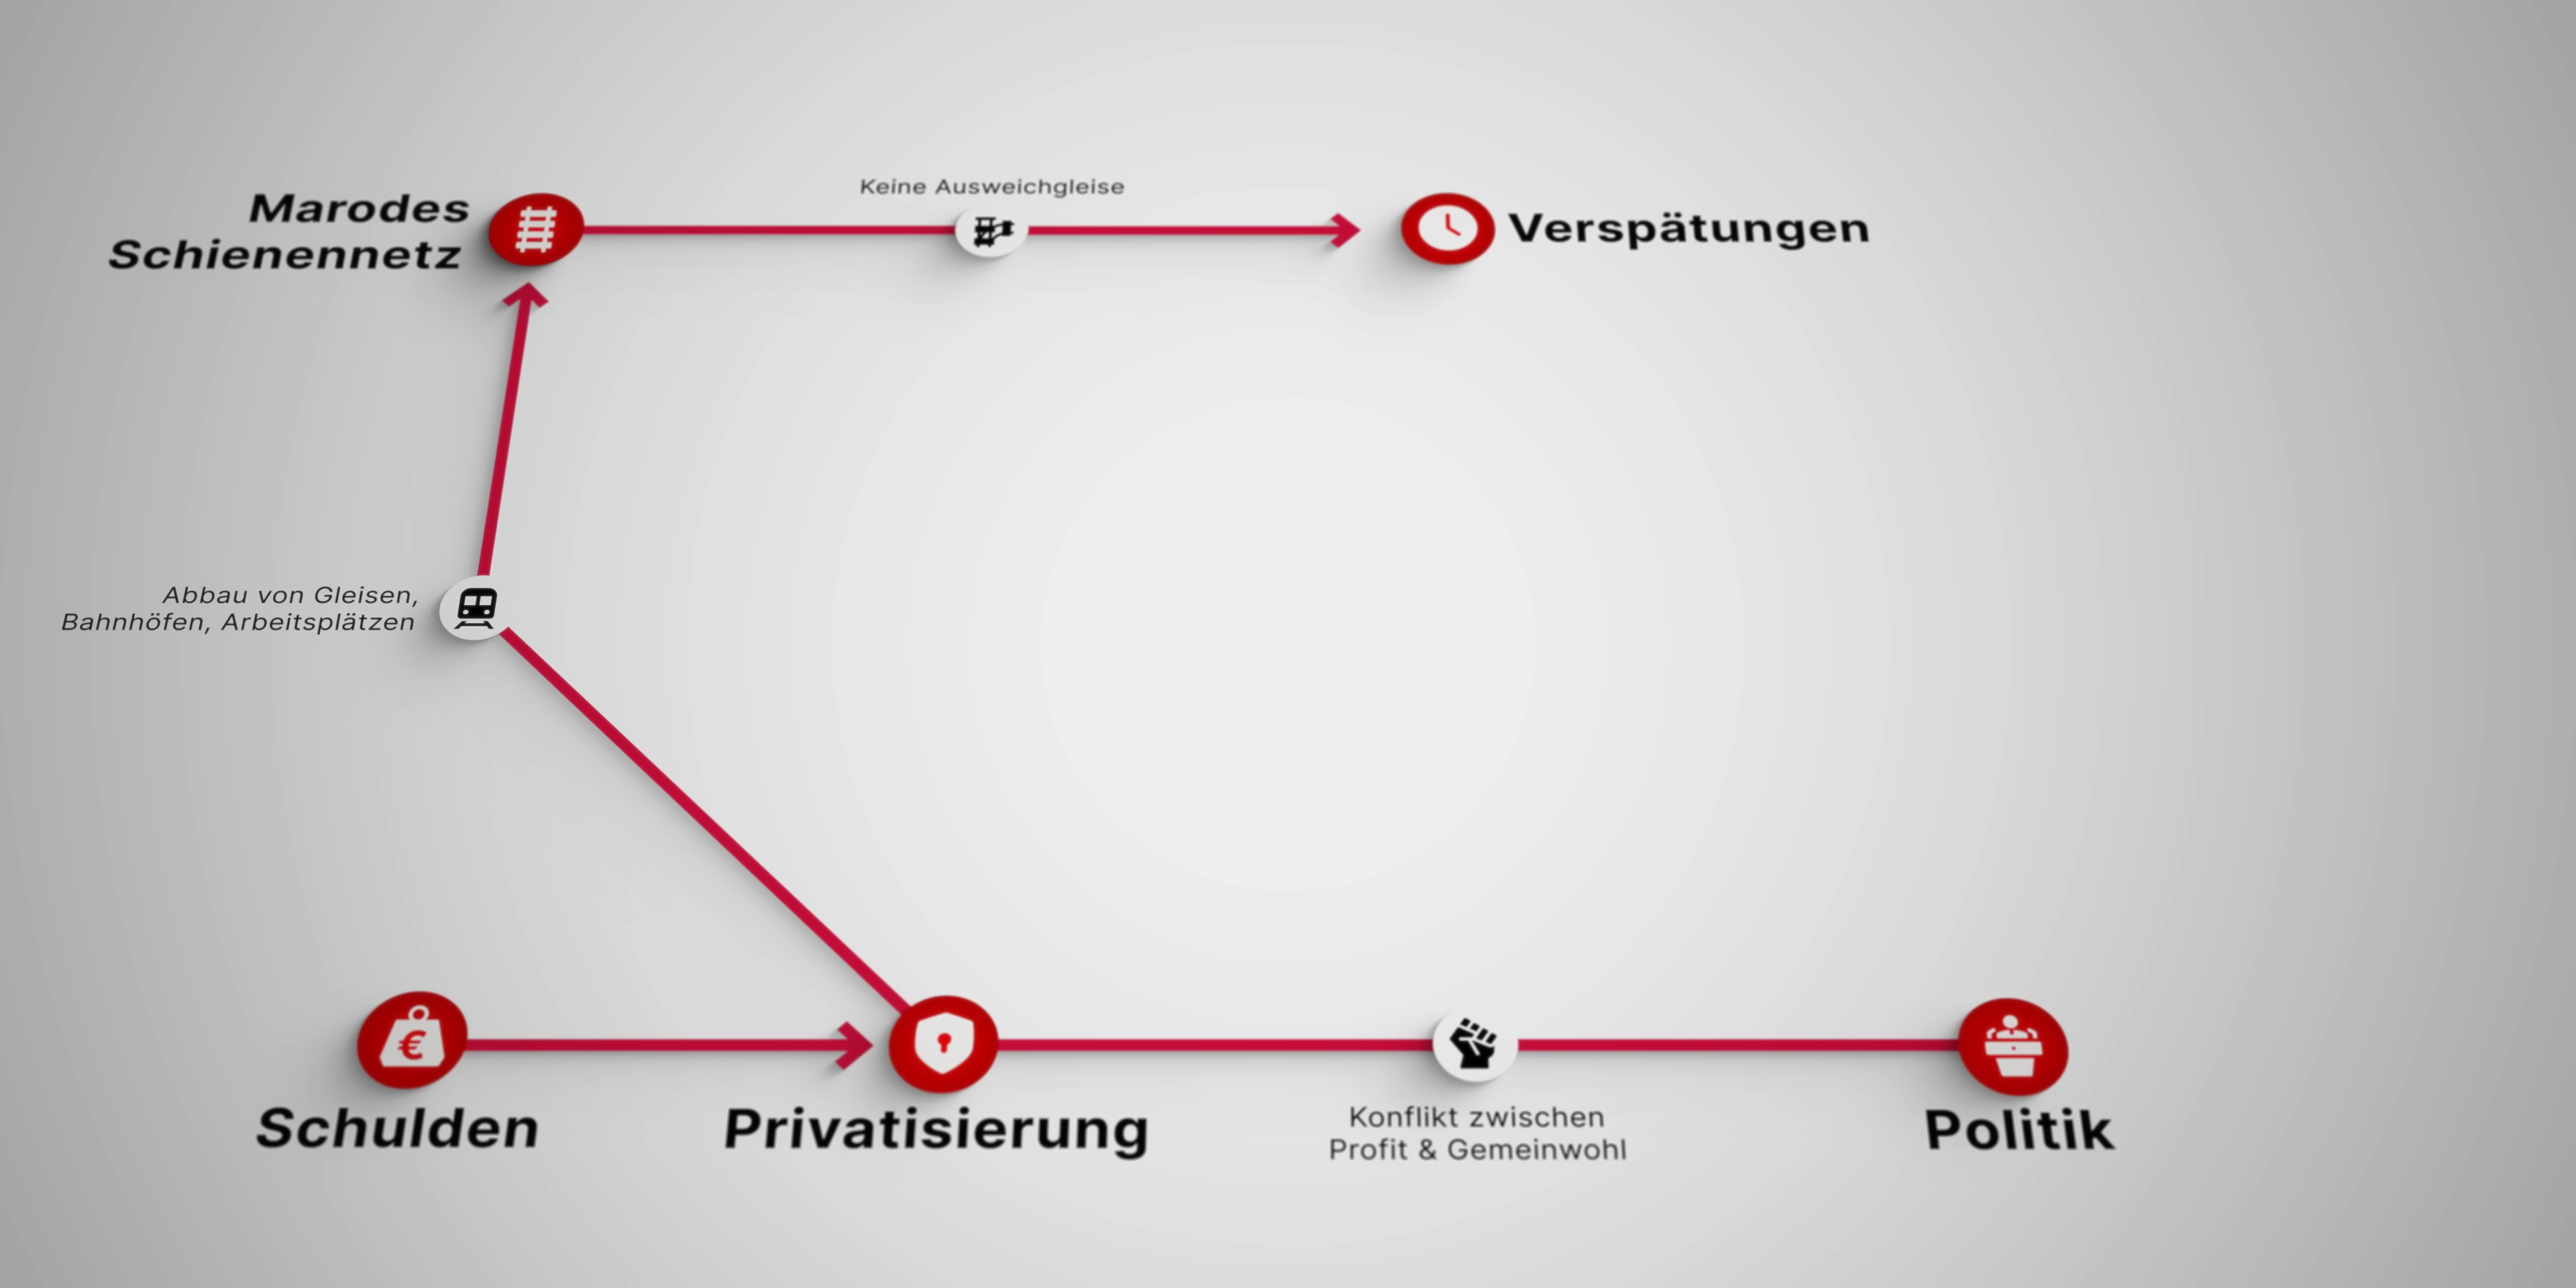 Keine Ausweichgleise
Marodes
Schienennetz
Verspätungen
Abbau von Gleisen,
Bahnhöfen, Arbeitsplätzen
€
Schulden
Privatisierung
Konflikt zwischen
Profit & Gemeinwohl
Politik